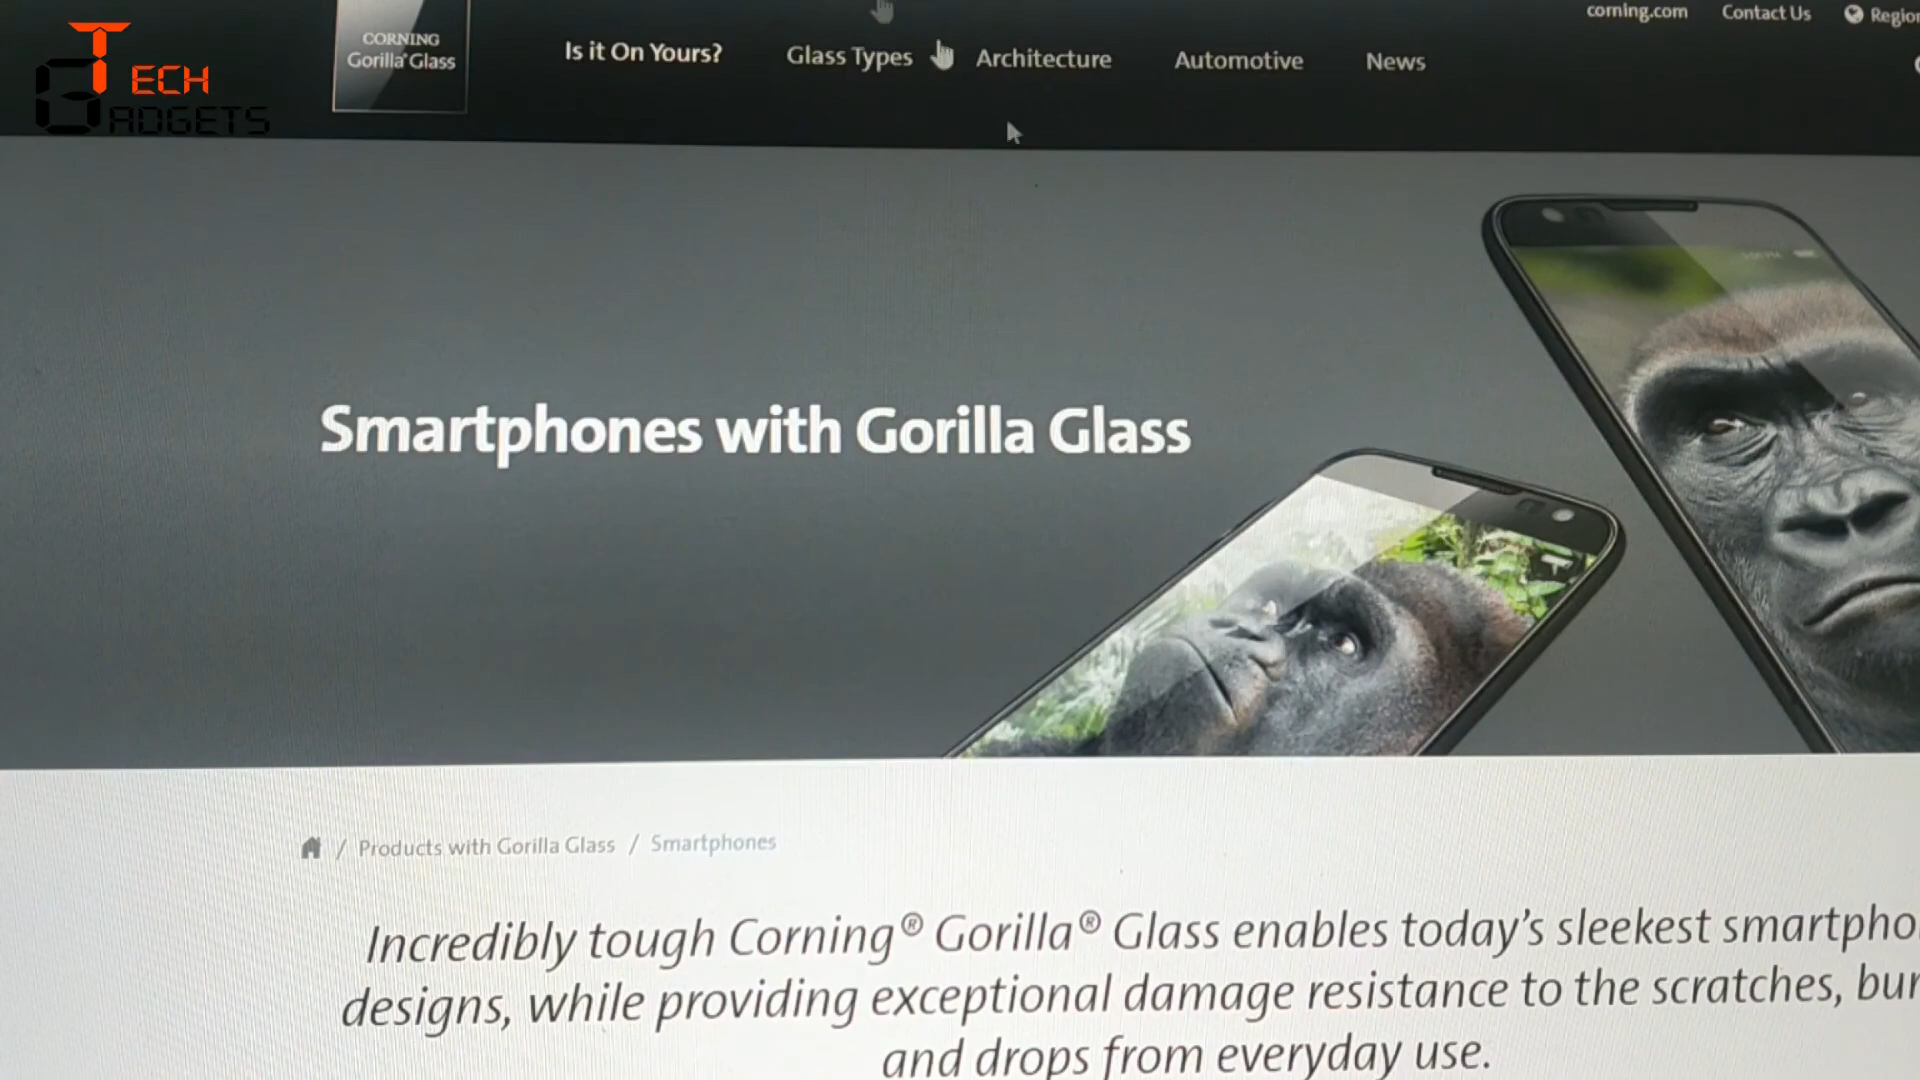 corning.com Contact Us
TECH
GADGETS
CORNING
Gorilla Glass
Is it On Yours? Glass Types Architecture Automotive News
Smartphones with Gorilla Glass
/ Products with Gorilla Glass / Smartphones
Incredibly tough Corning® Gorilla® Glass enables today's sleekest
designs, while providing exceptional damage resistance to the scratches,
and drops from everyday use.